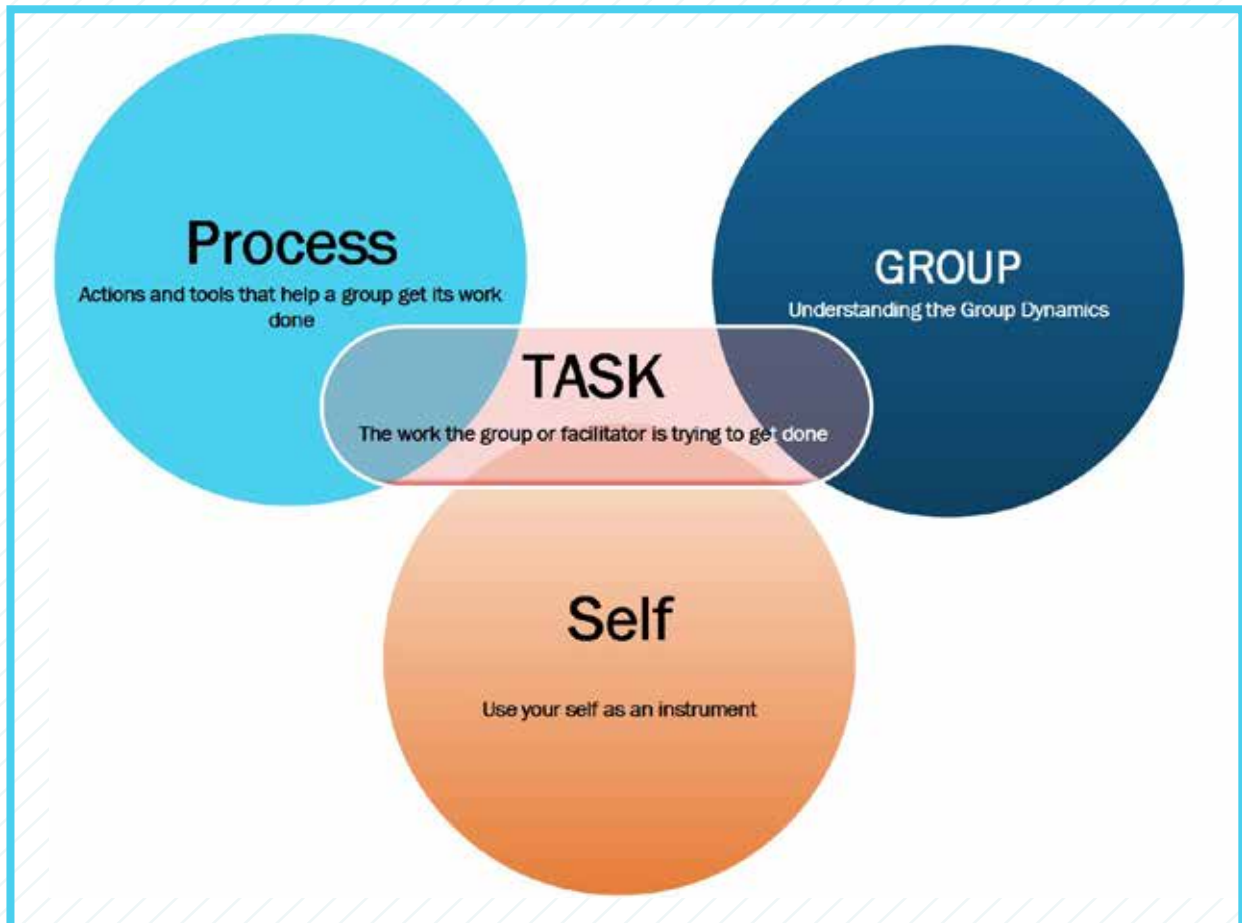 Process
Actions and tools that help a group get its work
done
GROUP
Understanding the Group Dynamics
TASK
The work the group or facilitator is trying to get done
Self
Use your self as an instrument